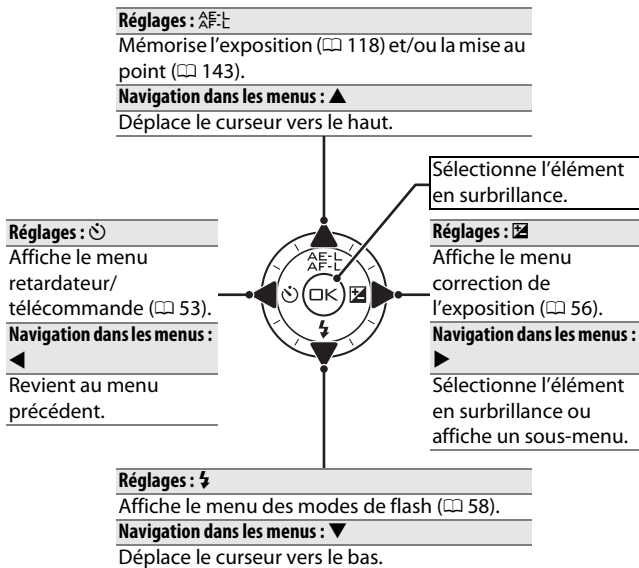 Réglages : AE-L AF-L
Mémorise l'exposition (🕮 118) et/ou la mise au
point (🕮 143).
Navigation dans les menus : ▲
Déplace le curseur vers le haut.
Sélectionne l'élément
en surbrillance.
Réglages :
Affiche le menu
retardateur/
télécommande (🕮 53).
Navigation dans les menus :
◀
Revient au menu
précédent.
AE-L
AF-L
OK
Réglages :
Affiche le menu
correction de
l'exposition (🕮 56).
Navigation dans les menus :
▶
Sélectionne l'élément
en surbrillance ou
affiche un sous-menu.
Réglages :
Affiche le menu des modes de flash (🕮 58).
Navigation dans les menus : ▼
Déplace le curseur vers le bas.